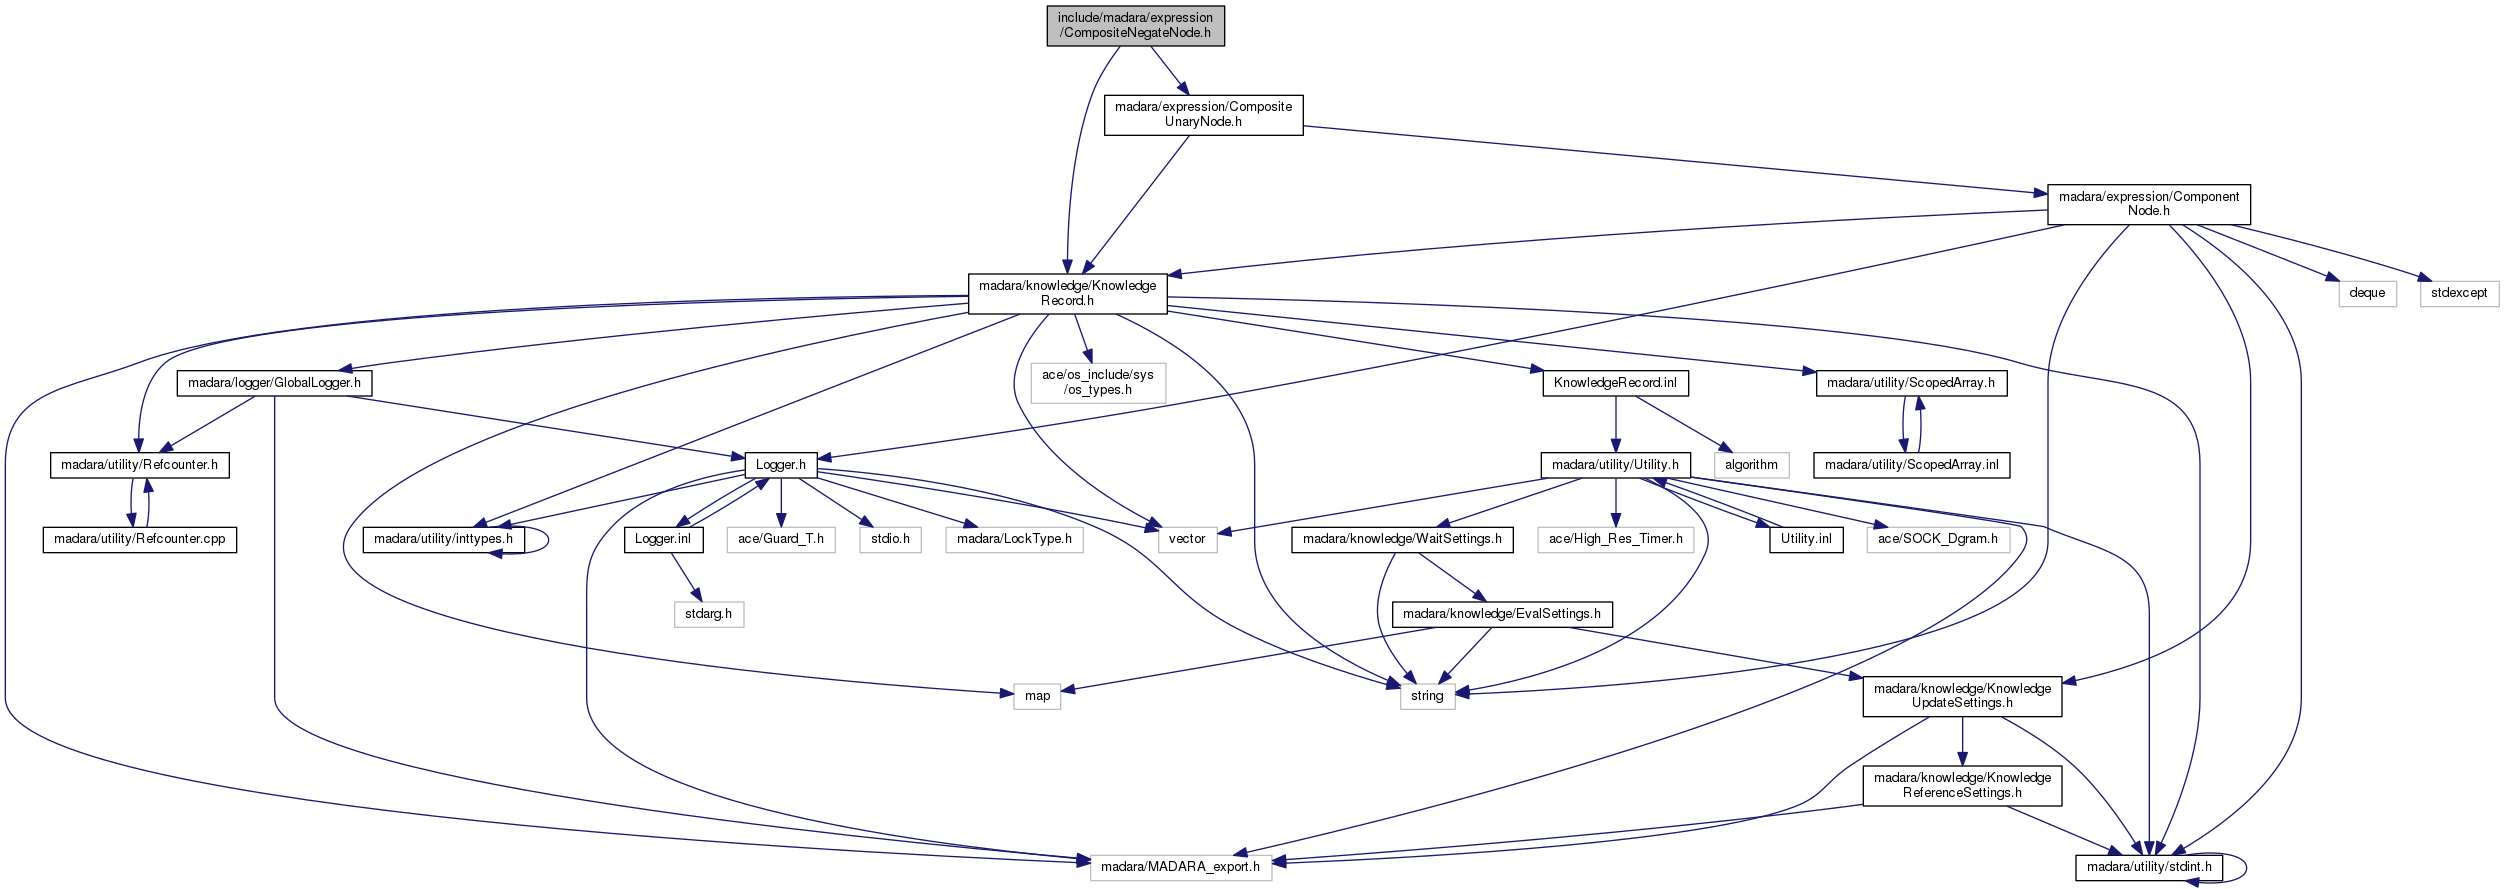 include/madara/expression
/CompositeNegateNode.h
madara/expression/Composite
UnaryNode.h
madara/expression/Component
Node.h
madara/knowledge/Knowledge
Record.h
deque
stdexcept
madara/logger/GlobalLogger.h
ace/os_include/sys
/os_types.h
KnowledgeRecord.inl
madara/utility/ScopedArray.h
madara/utility/Refcounter.h
Logger.h
madara/utility/Utility.h
algorithm
madara/utility/ScopedArray.inl
madara/utility/Refcounter.cpp
madara/utility/inttypes.h
Logger.inl
ace/Guard_T.h
stdio.h
madara/LockType.h
vector
madara/knowledge/WaitSettings.h
ace/High_Res_Timer.h
Utility.inl
ace/SOCK_Dgram.h
stdarg.h
madara/knowledge/EvalSettings.h
map
string
madara/knowledge/Knowledge
UpdateSettings.h
madara/knowledge/Knowledge
ReferenceSettings.h
madara/MADARA_export.h
madara/utility/stdint.h